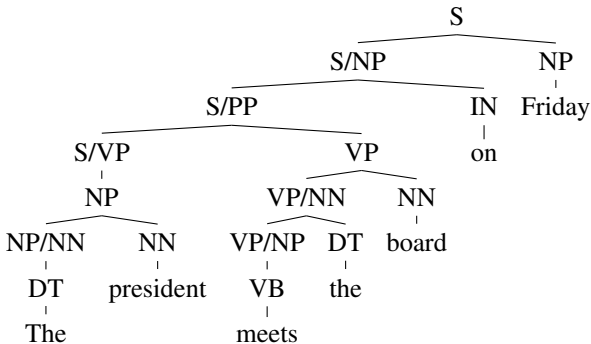 S
S/NP NP
S/PP IN Friday
S/VP VP on
NP VP/NN NN
NP/NN NN VP/NP DT board
DT president VB the
The meets